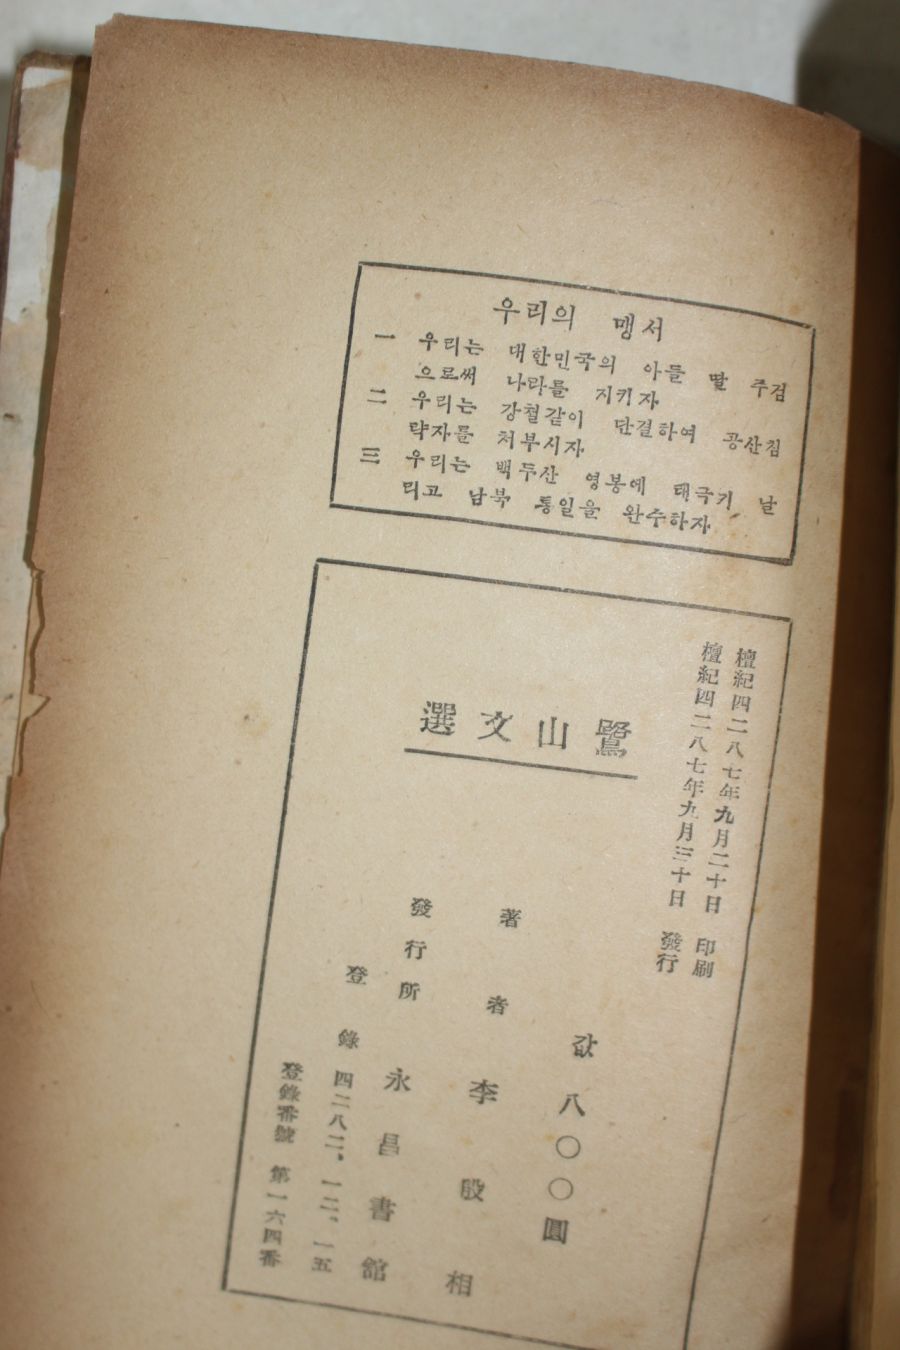 우리의 맹서
一 우리는 대한민국의 아들 딸 주검
으로써 나라를 지키자
二 우리는 강철같이 단결하여 공산침
략자를 처부시자
三 우리는 백두산 영봉에 태극기 날
리고 남북 통일을 완수하자
檀紀四二八七年九月二十日 印刷
檀紀四二八七年九月三十日 發行
鷺山文選
값 八〇〇圓
著者 李殷相
發行所 永昌書館
登錄 四二八二、一二、一五
登錄番號 第一六四番